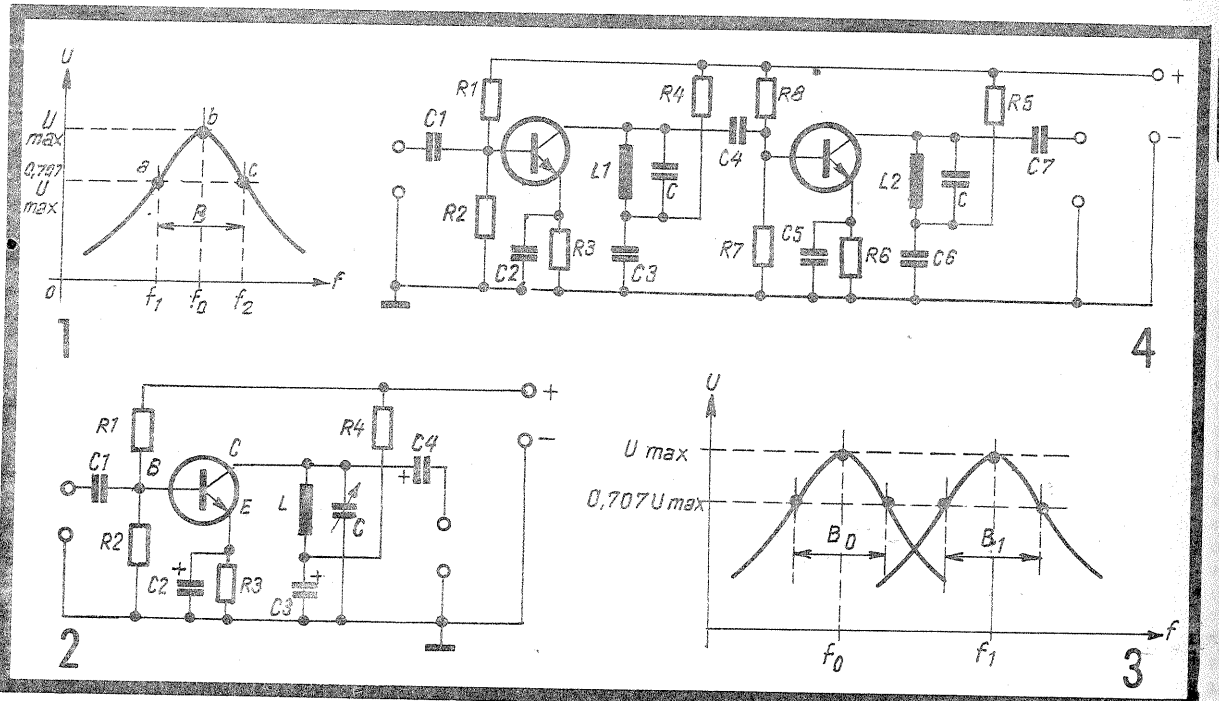 U
U
max
0,707
U
max
a
b
c
B
0
f1
f0
f2
f
1
R1
C1
R2
C2
R3
L1
C
C3
R4
C4
R8
R7
C5
R6
L2
C
C6
R5
C7
+
-
4
R1
C1
B
C
E
R2
C2
+
R3
L
C
C3
+
R4
C4
+
+
-
2
U
U max
0,707 U max
B0
B1
f0
f1
f
3